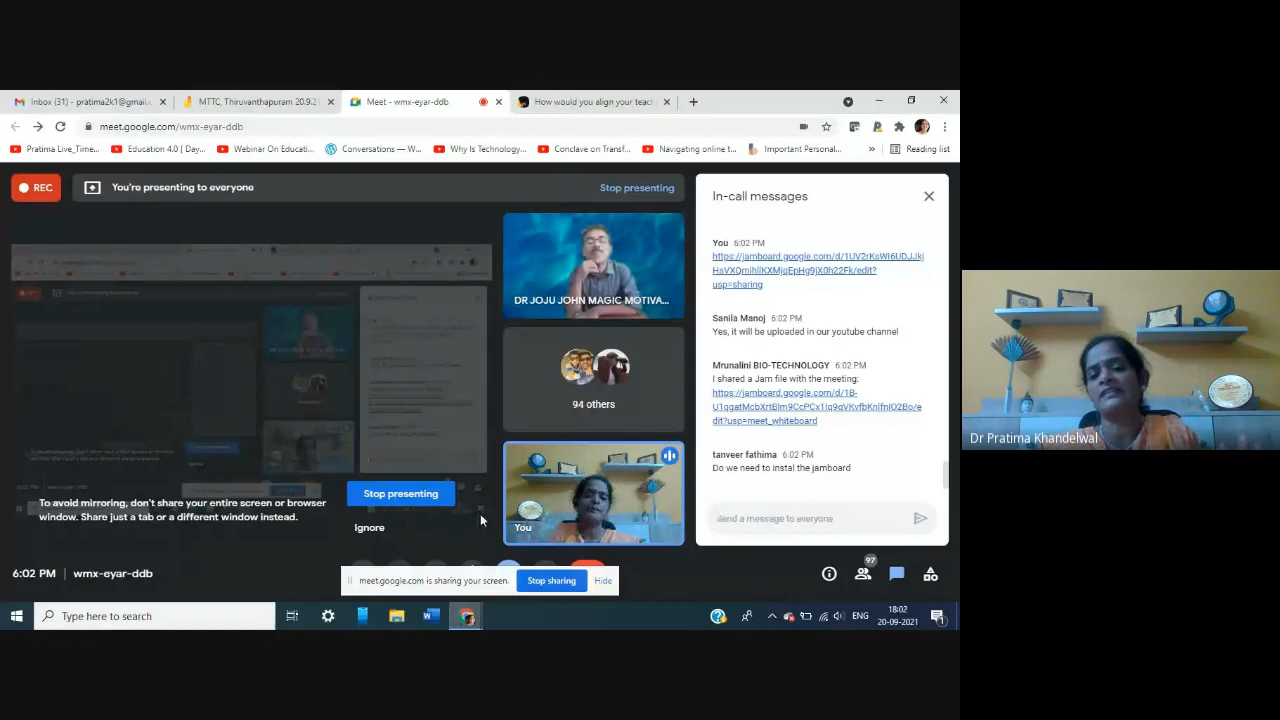 Inbox (31) - pratima2k1@gmail.c
MTTC, Thiruvanthapuram 20.9.2
Meet - wmx-eyar-ddb
How would you align your teach
meet.google.com/wmx-eyar-ddb
Pratima Live_Time...
Education 4.0 [ Day...
Webinar On Educati...
Conversations — W...
Why Is Technology...
Conclave on Transf...
Navigating online t...
Important Personal...
»
Reading list
REC
You're presenting to everyone
Stop presenting
DR JOJU JOHN MAGIC MOTIVA...
94 others
You
To avoid mirroring, don't share your entire screen or browser
window. Share just a tab or a different window instead.
Stop presenting
Ignore
In-call messages
You 6:02 PM
usp=sharing
Sanila Manoj 6:02 PM
Yes, it will be uploaded in our youtube channel
Mrunalini BIO-TECHNOLOGY 6:02 PM
I shared a Jam file with the meeting:
https://jamboard.google.com/d/1B-
dit?usp=meet_whiteboard
tanveer fathima 6:02 PM
Do we need to instal the jamboard
Send a message to everyone
6:02 PM | wmx-eyar-ddb
97
meet.google.com is sharing your screen.
Stop sharing
Hide
Type here to search
ENG
18:02
20-09-2021
1
Dr Pratima Khandelwal